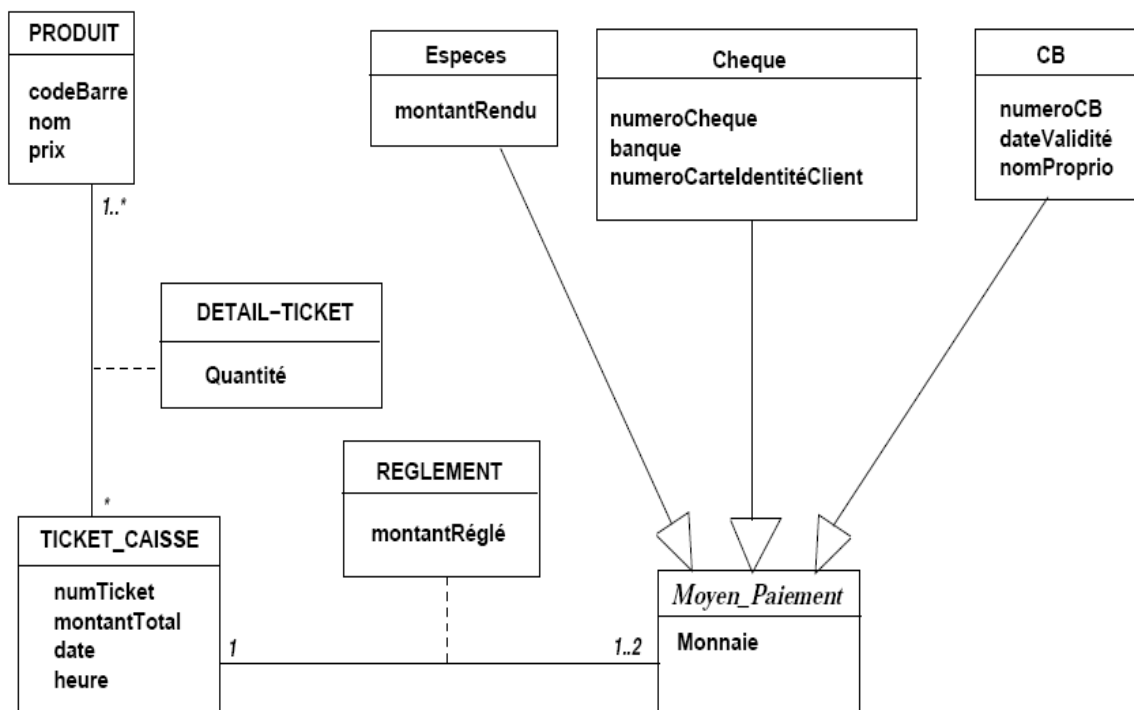 PRODUIT
codeBarre
nom
prix
Especes
montantRendu
Cheque
numeroCheque
banque
numeroCarteIdentitéClient
CB
numeroCB
dateValidité
nomProprio
1..*
DETAIL-TICKET
Quantité
REGLEMENT
montantRéglé
*
TICKET_CAISSE
numTicket
montantTotal
date
heure
1
1..2
Moyen_Paiement
Monnaie